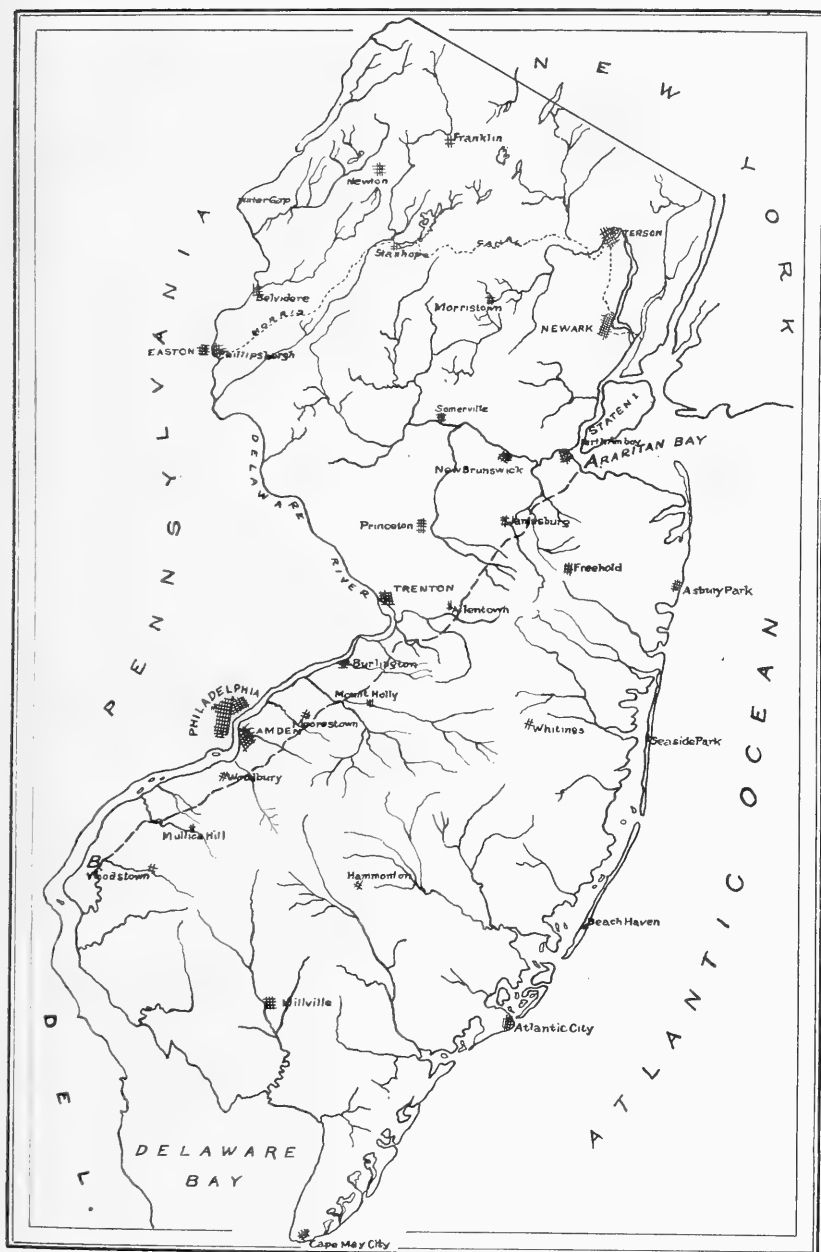 NEW YORK
Franklin
Newton
Water Gap
TERSON
Stanhope
CANAL
Belvidere
MORRIS
Morristown
NEWARK
EASTON
Phillipsburgh
PENNSYLVANIA
STATEN I
Somerville
Perth Amboy
A RARITAN BAY
New Brunswick
DELAWARE RIVER
Princeton
Jamesburg
Freehold
Asbury Park
TRENTON
Allentown
Burlington
Mount Holly
PHILADELPHIA
CAMDEN
Moorestown
Whitings
Seaside Park
Woodbury
Mullica Hill
B
Woodstown
Hammonton
Beach Haven
ATLANTIC OCEAN
Millville
Atlantic City
DEL.
DELAWARE
BAY
Cape May City